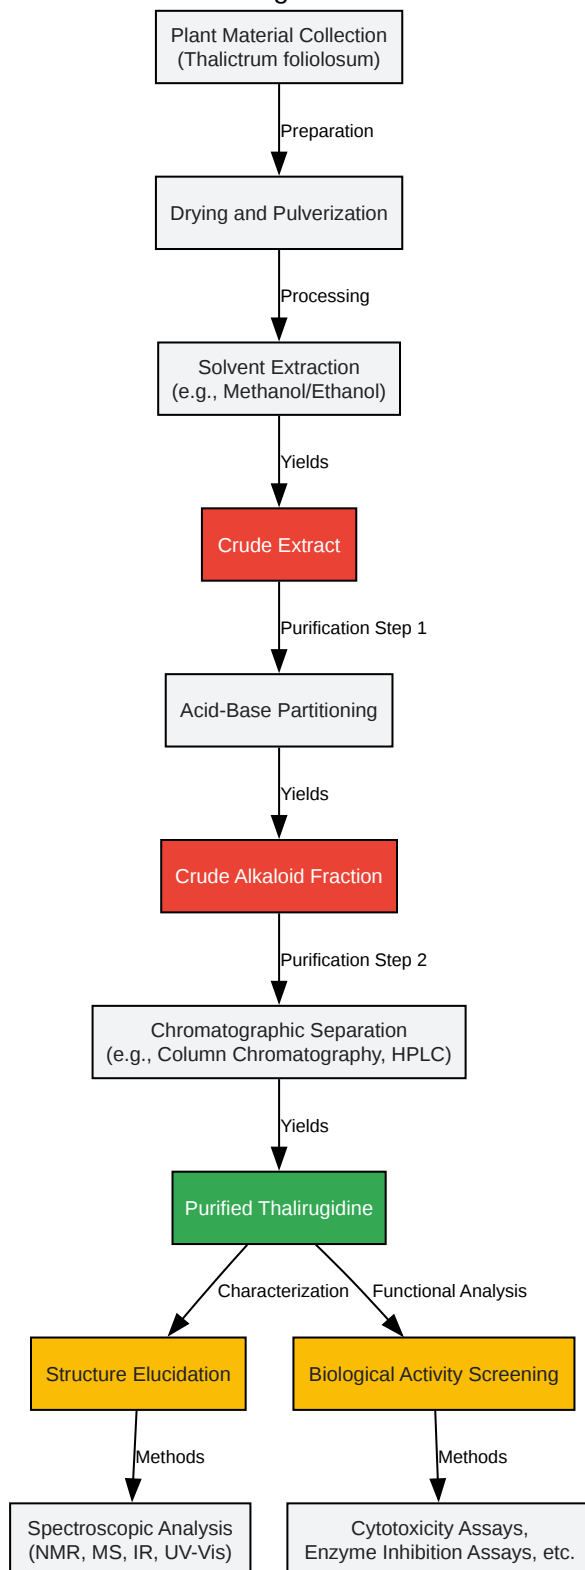 Plant Material Collection
(Thalictrum foliolosum)
Preparation
Drying and Pulverization
Processing
Solvent Extraction
(e.g., Methanol/Ethanol)
Yields
Crude Extract
Purification Step 1
Acid-Base Partitioning
Yields
Crude Alkaloid Fraction
Purification Step 2
Chromatographic Separation
(e.g., Column Chromatography, HPLC)
Yields
Purified Thalirugidine
Characterization
Functional Analysis
Structure Elucidation
Biological Activity Screening
Methods
Methods
Spectroscopic Analysis
(NMR, MS, IR, UV-Vis)
Cytotoxicity Assays,
Enzyme Inhibition Assays, etc.